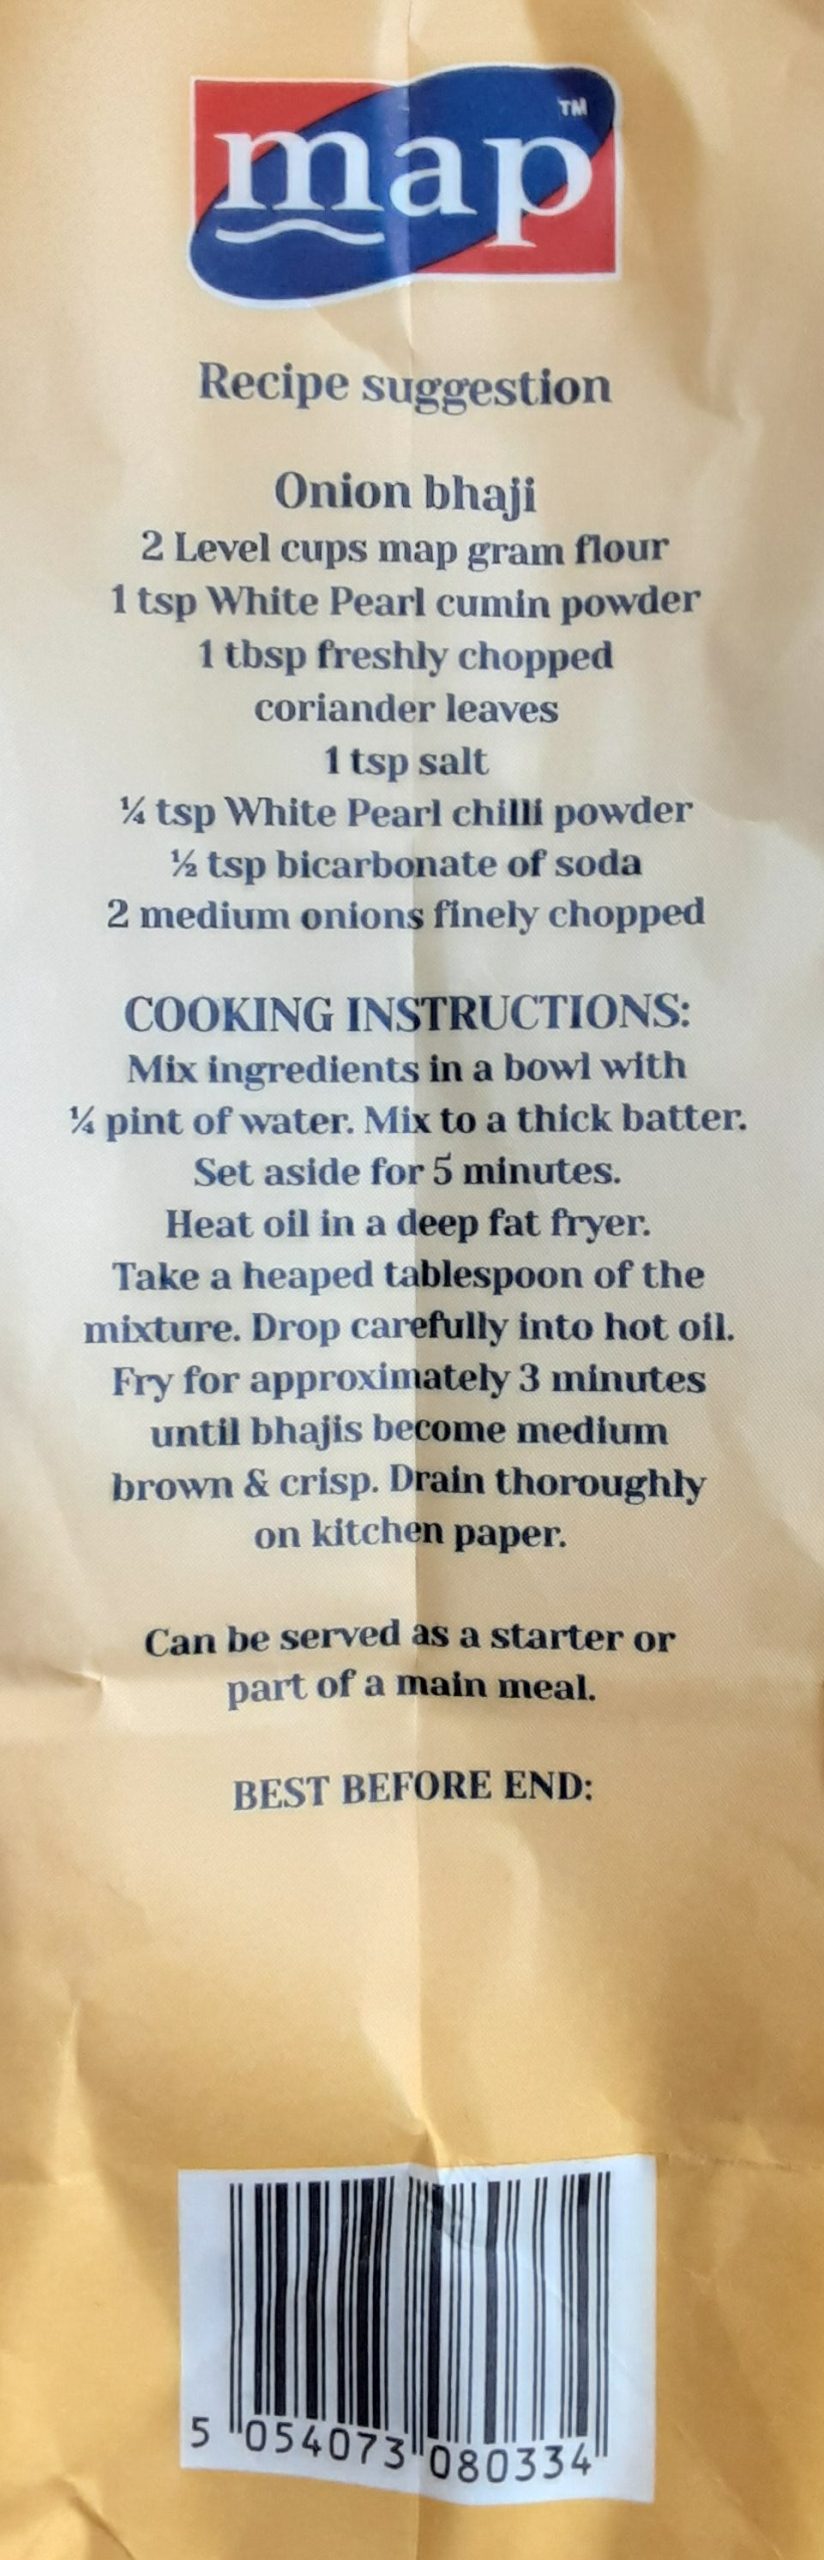 map TM
Recipe suggestion
Onion bhaji
2 Level cups map gram flour
1 tsp White Pearl cumin powder
1 tbsp freshly chopped
coriander leaves
1 tsp salt
¼ tsp White Pearl chilli powder
½ tsp bicarbonate of soda
2 medium onions finely chopped
COOKING INSTRUCTIONS:
Mix ingredients in a bowl with
¼ pint of water. Mix to a thick batter.
Set aside for 5 minutes.
Heat oil in a deep fat fryer.
Take a heaped tablespoon of the
mixture. Drop carefully into hot oil.
Fry for approximately 3 minutes
until bhajis become medium
brown & crisp. Drain thoroughly
on kitchen paper.
Can be served as a starter or
part of a main meal.
BEST BEFORE END:
5 054073 080334